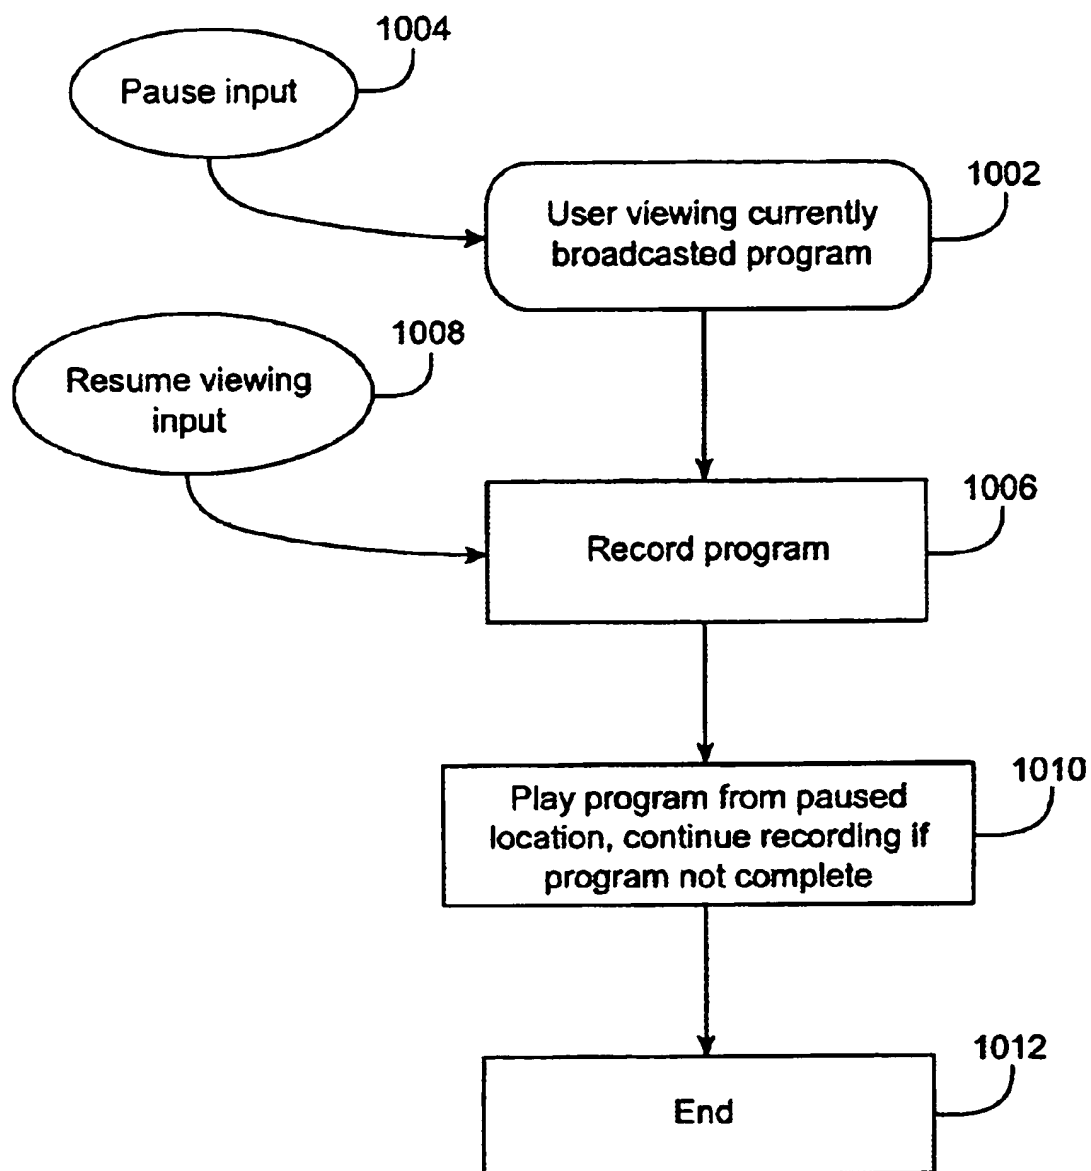 1004
Pause input
1002
User viewing currently
broadcasted program
1008
Resume viewing
input
1006
Record program
1010
Play program from paused
location, continue recording if
program not complete
1012
End